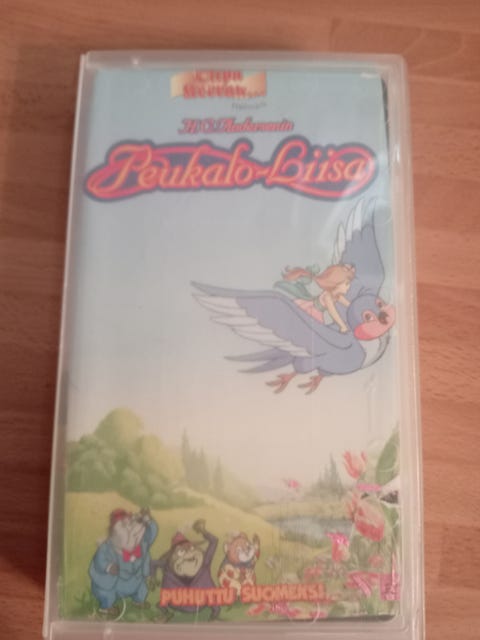 H.C. Andersenin
Peukalo-Liisa
PUHUTTU SUOMEKSI